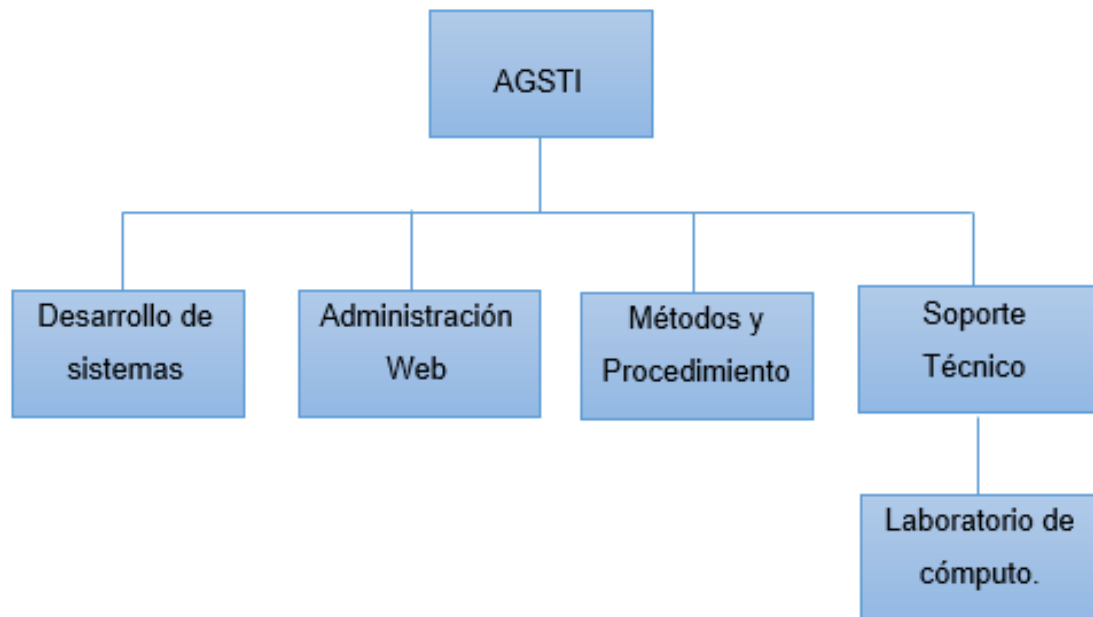 AGSTI
Desarrollo de
sistemas
Administración
Web
Métodos y
Procedimiento
Soporte
Técnico
Laboratorio de
cómputo.